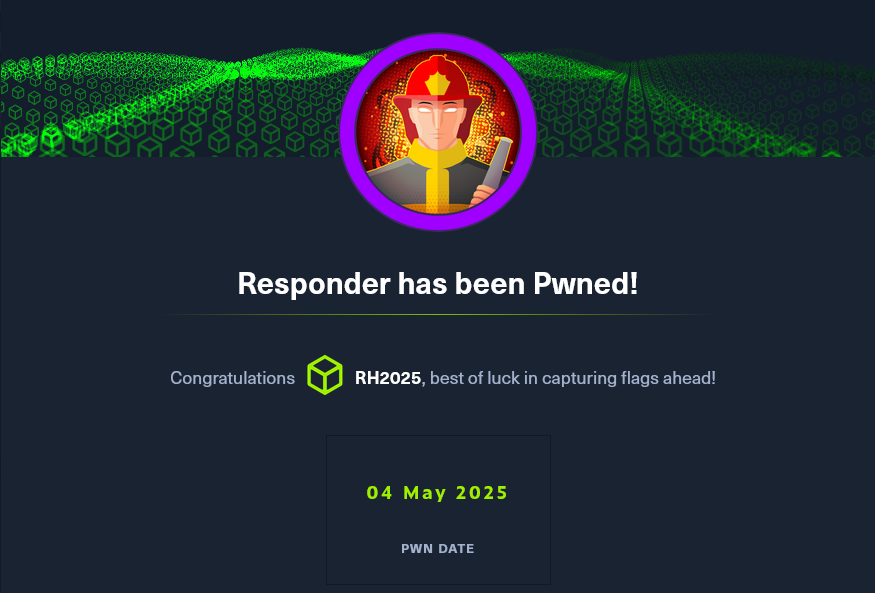 Responder has been Pwned!
Congratulations RH2025, best of luck in capturing flags ahead!
04 May 2025
PWN DATE